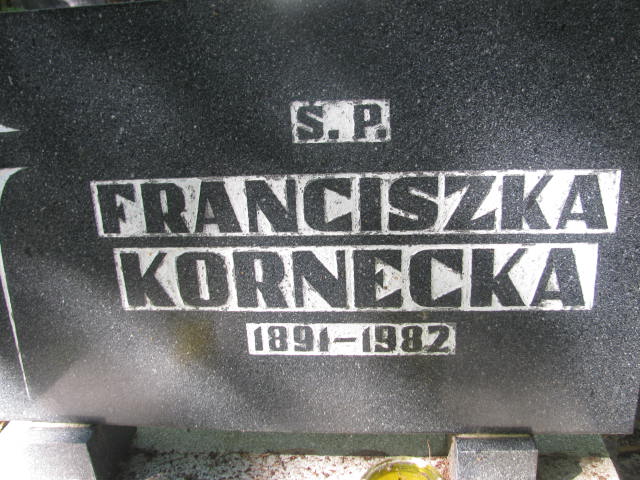 Ś. P.
FRANCISZKA
KORNECKA
1891-1982